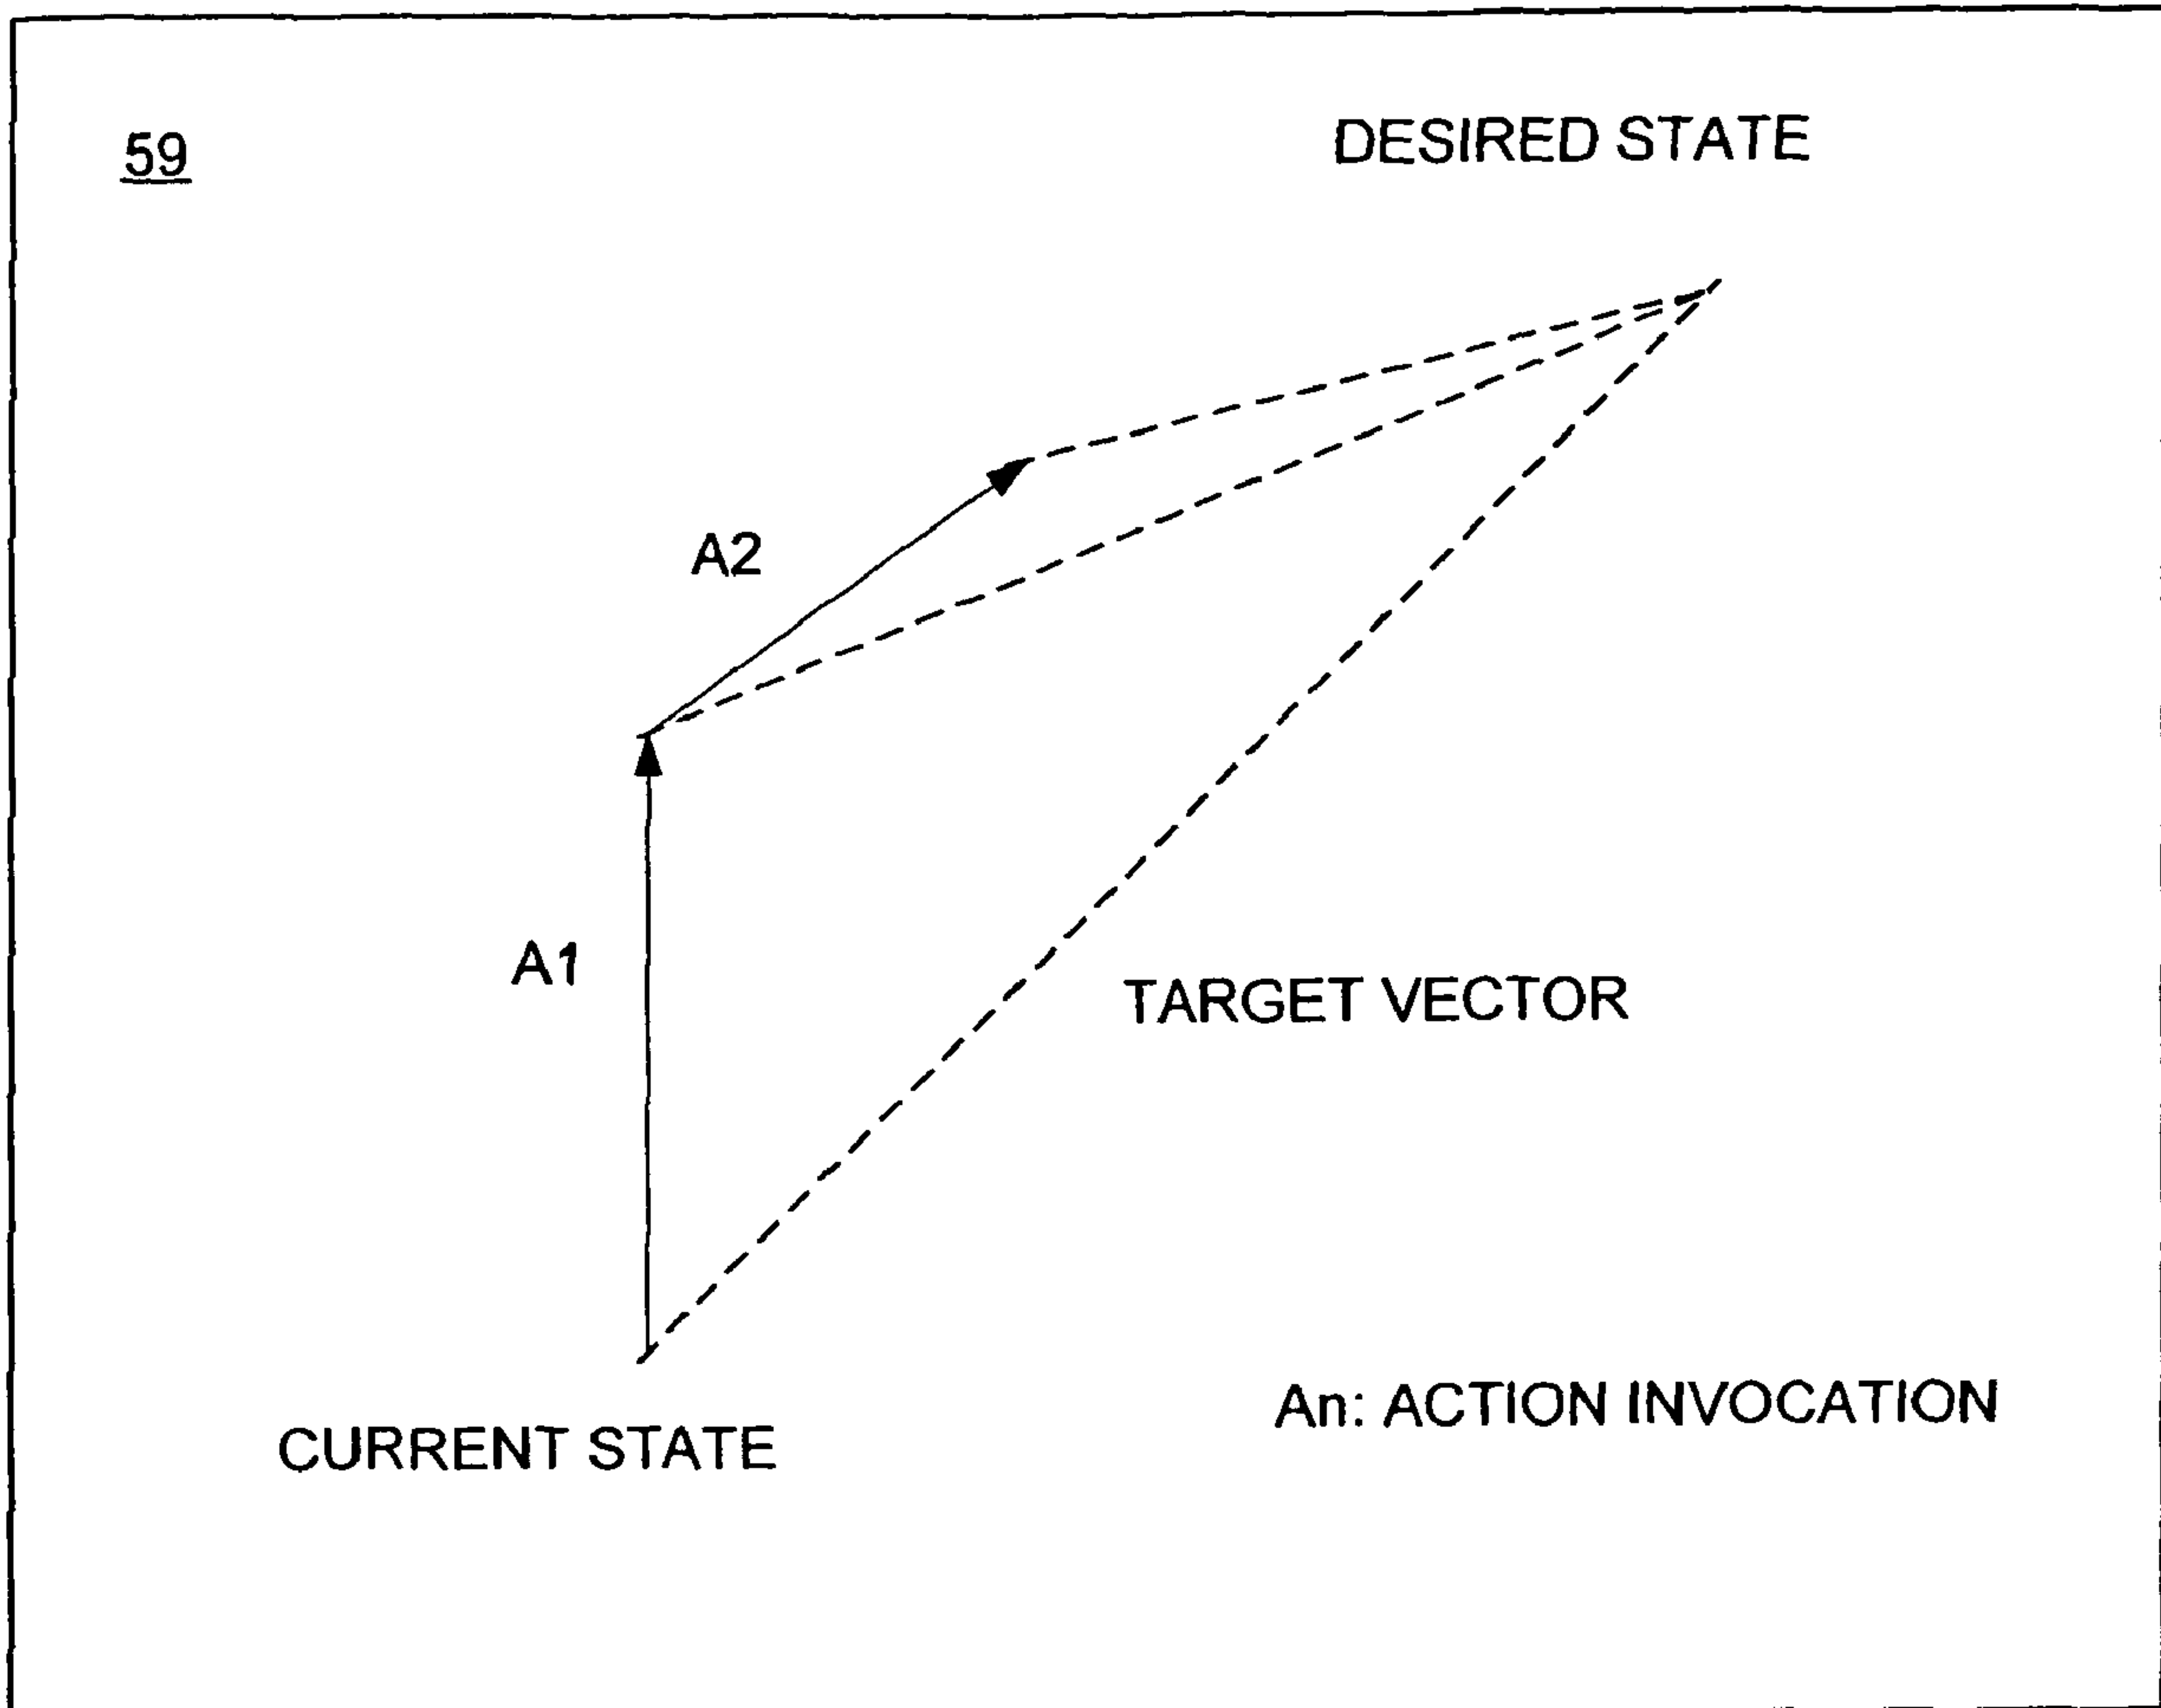 59
DESIRED STATE
A2
A1
TARGET VECTOR
An: ACTION INVOCATION
CURRENT STATE